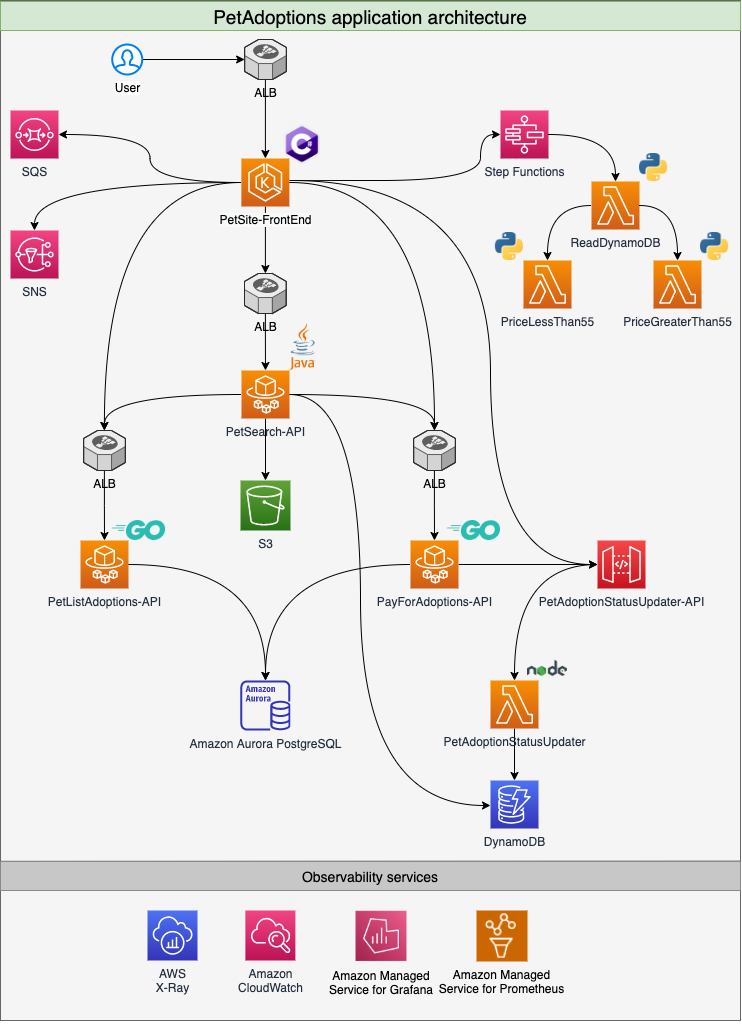 PetAdoptions application architecture
User
ALB
SQS
Step Functions
PetSite-FrontEnd
ReadDynamoDB
SNS
ALB
PriceLessThan55
PriceGreaterThan55
Java
PetSearch-API
ALB
ALB
GO
GO
S3
PetListAdoptions-API
PayForAdoptions-API
PetAdoptionStatusUpdater-API
node
Amazon
Aurora
Amazon Aurora PostgreSQL
PetAdoptionStatusUpdater
DynamoDB
Observability services
AWS
X-Ray
Amazon
CloudWatch
Amazon Managed
Service for Grafana
Amazon Managed
Service for Prometheus